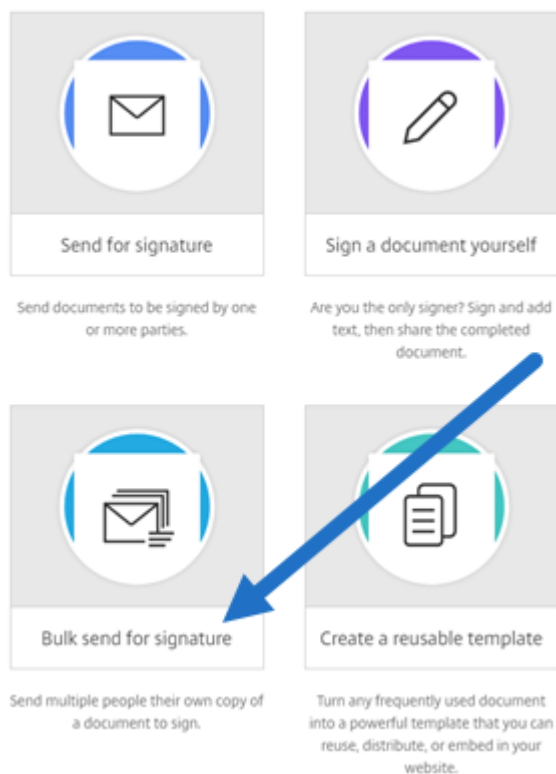 Send for signature
Send documents to be signed by one
or more parties.
Sign a document yourself
Are you the only signer? Sign and add
text, then share the completed
document.
Bulk send for signature
Send multiple people their own copy of
a document to sign.
Create a reusable template
Turn any frequently used document
into a powerful template that you can
reuse, distribute, or embed in your
website.